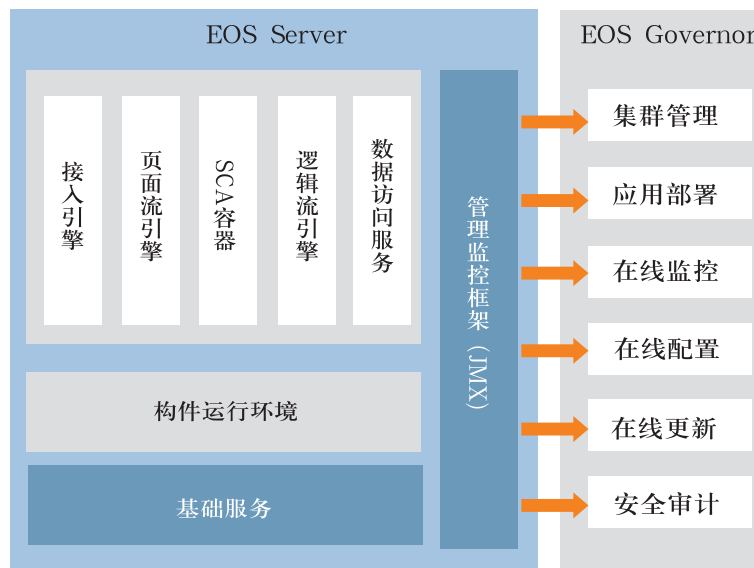 EOS Server
接入引擎
页面流引擎
SCA容器
逻辑流引擎
数据访问服务
构件运行环境
基础服务
管理监控框架（JMX）
EOS Governor
集群管理
应用部署
在线监控
在线配置
在线更新
安全审计